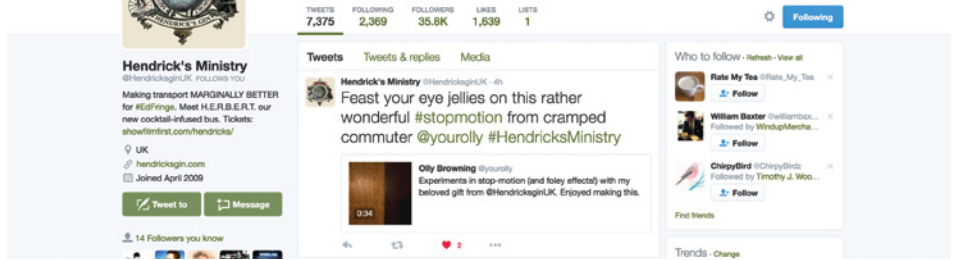 HENDRICK'S GIN
TWEETS FOLLOWING FOLLOWERS LIKES LISTS
7,375 2,369 35.8K 1,639 1
Following
Hendrick's Ministry
@HendricksginUK FOLLOWS YOU
Making transport MARGINALLY BETTER
for #EdFringe. Meet H.E.R.B.E.R.T. our
new cocktail-infused bus. Tickets:
showfilmfirst.com/hendricks/
UK
hendricksgin.com
Joined April 2009
Tweet to Message
14 Followers you know
Tweets Tweets & replies Media
Hendrick's Ministry @HendricksginUK · 4h
Feast your eye jellies on this rather
wonderful #stopmotion from cramped
commuter @yourolly #HendricksMinistry
Olly Browning @yourolly
Experiments in stop-motion (and foley effects!) with my
beloved gift from @HendricksginUK. Enjoyed making this.
0:34
2
Who to follow · Refresh · View all
Rate My Tea @Rate_My_Tea
Follow
William Baxter @williambax...
Followed by WindupMercha...
Follow
ChirpyBird @ChirpyBirdz
Followed by Timothy J. Woo...
Follow
Find friends
Trends · Change